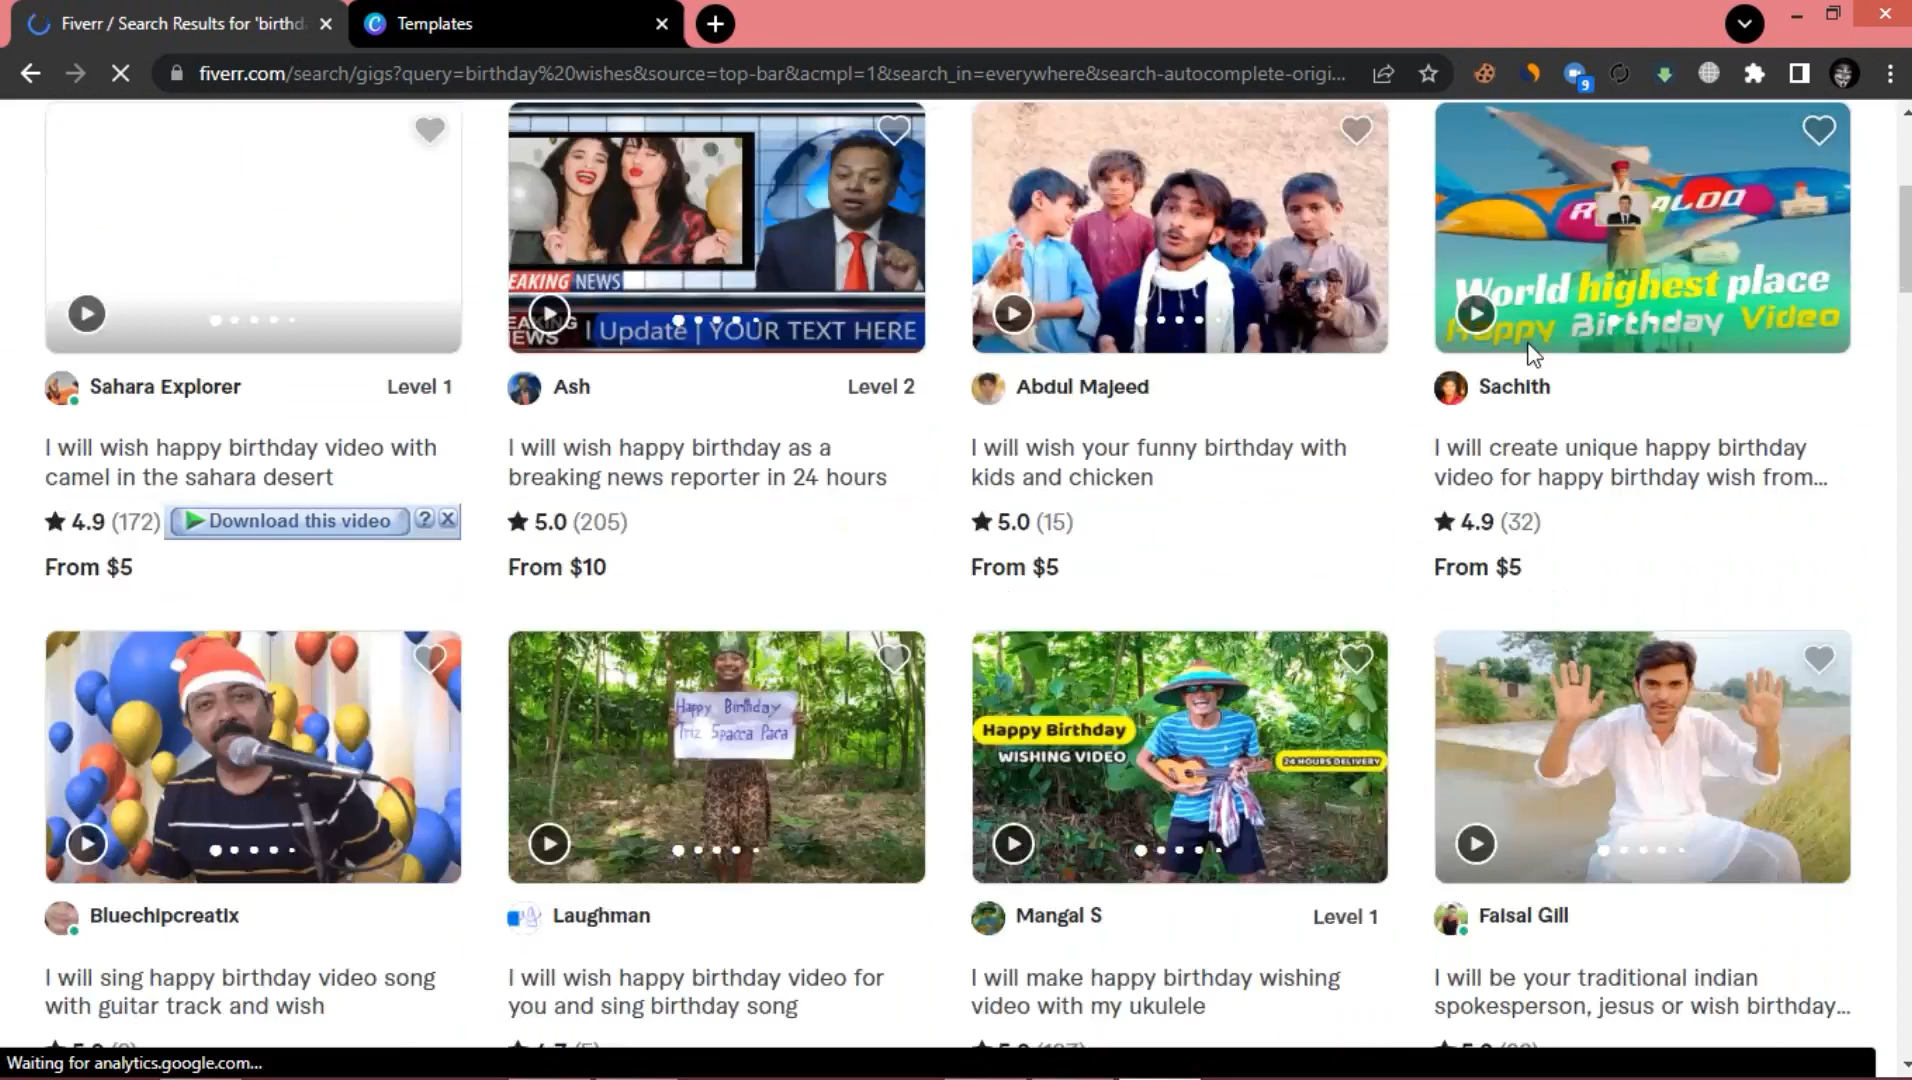 Fiverr / Search Results for 'birthd
Templates
fiverr.com/search/gigs?query=birthday%20wishes&source=top-bar&acmpl=1&search_in=everywhere&search-autocomplete-origi...
9
EAKING NEWS
EAKING
NEWS
| Update | YOUR TEXT HERE
World highest place
Happy Birthday Video
Sahara Explorer
Level 1
Ash
Level 2
Abdul Majeed
Sachith
I will wish happy birthday video with
camel in the sahara desert
I will wish happy birthday as a
breaking news reporter in 24 hours
I will wish your funny birthday with
kids and chicken
I will create unique happy birthday
video for happy birthday wish from...
4.9 (172)
Download this video
?
5.0 (205)
5.0 (15)
4.9 (32)
From $5
From $10
From $5
From $5
Happy Birthday
Triz Spacca Paca
Happy Birthday
WISHING VIDEO
24 HOURS DELIVERY
Bluechipcreatix
Laughman
Mangal S
Level 1
Faisal Gill
I will sing happy birthday video song
with guitar track and wish
I will wish happy birthday video for
you and sing birthday song
I will make happy birthday wishing
video with my ukulele
I will be your traditional indian
spokesperson, jesus or wish birthday...
Waiting for analytics.google.com...